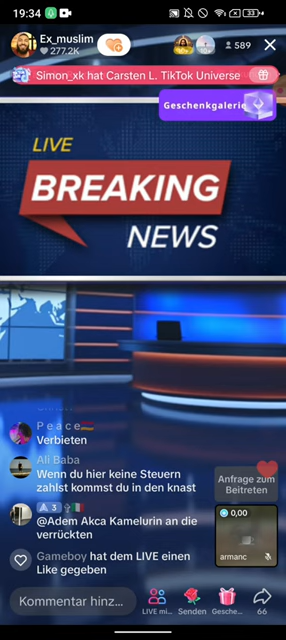 19:34
33
Ex_muslim
277.2K
589
Simon_xk hat Carsten L. TikTok Universe
Geschenkgalerie
LIVE
BREAKING
NEWS
P e a c e
Verbieten
Ali Baba
Wenn du hier keine Steuern
zahlst kommst du in den knast
3
@Adem Akca Kamelurin an die
verrückten
Gameboy hat dem LIVE einen
Like gegeben
Anfrage zum
Beitreten
0,00
armanc
Kommentar hinz...
LIVE mi...
Senden
Gesche...
66